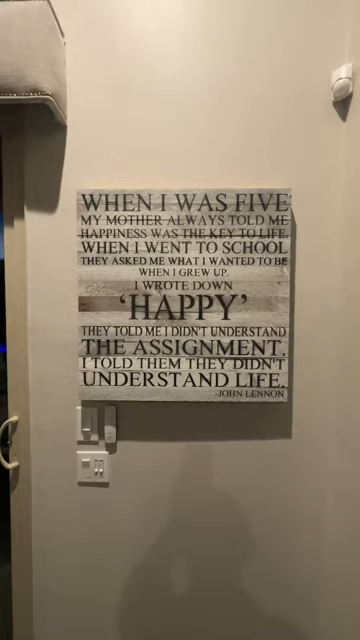 WHEN I WAS FIVE
MY MOTHER ALWAYS TOLD ME
HAPPINESS WAS THE KEY TO LIFE.
WHEN I WENT TO SCHOOL
THEY ASKED ME WHAT I WANTED TO BE
WHEN I GREW UP.
I WROTE DOWN
‘HAPPY’
THEY TOLD ME I DIDN'T UNDERSTAND
THE ASSIGNMENT.
I TOLD THEM THEY DIDN'T
UNDERSTAND LIFE.
-JOHN LENNON